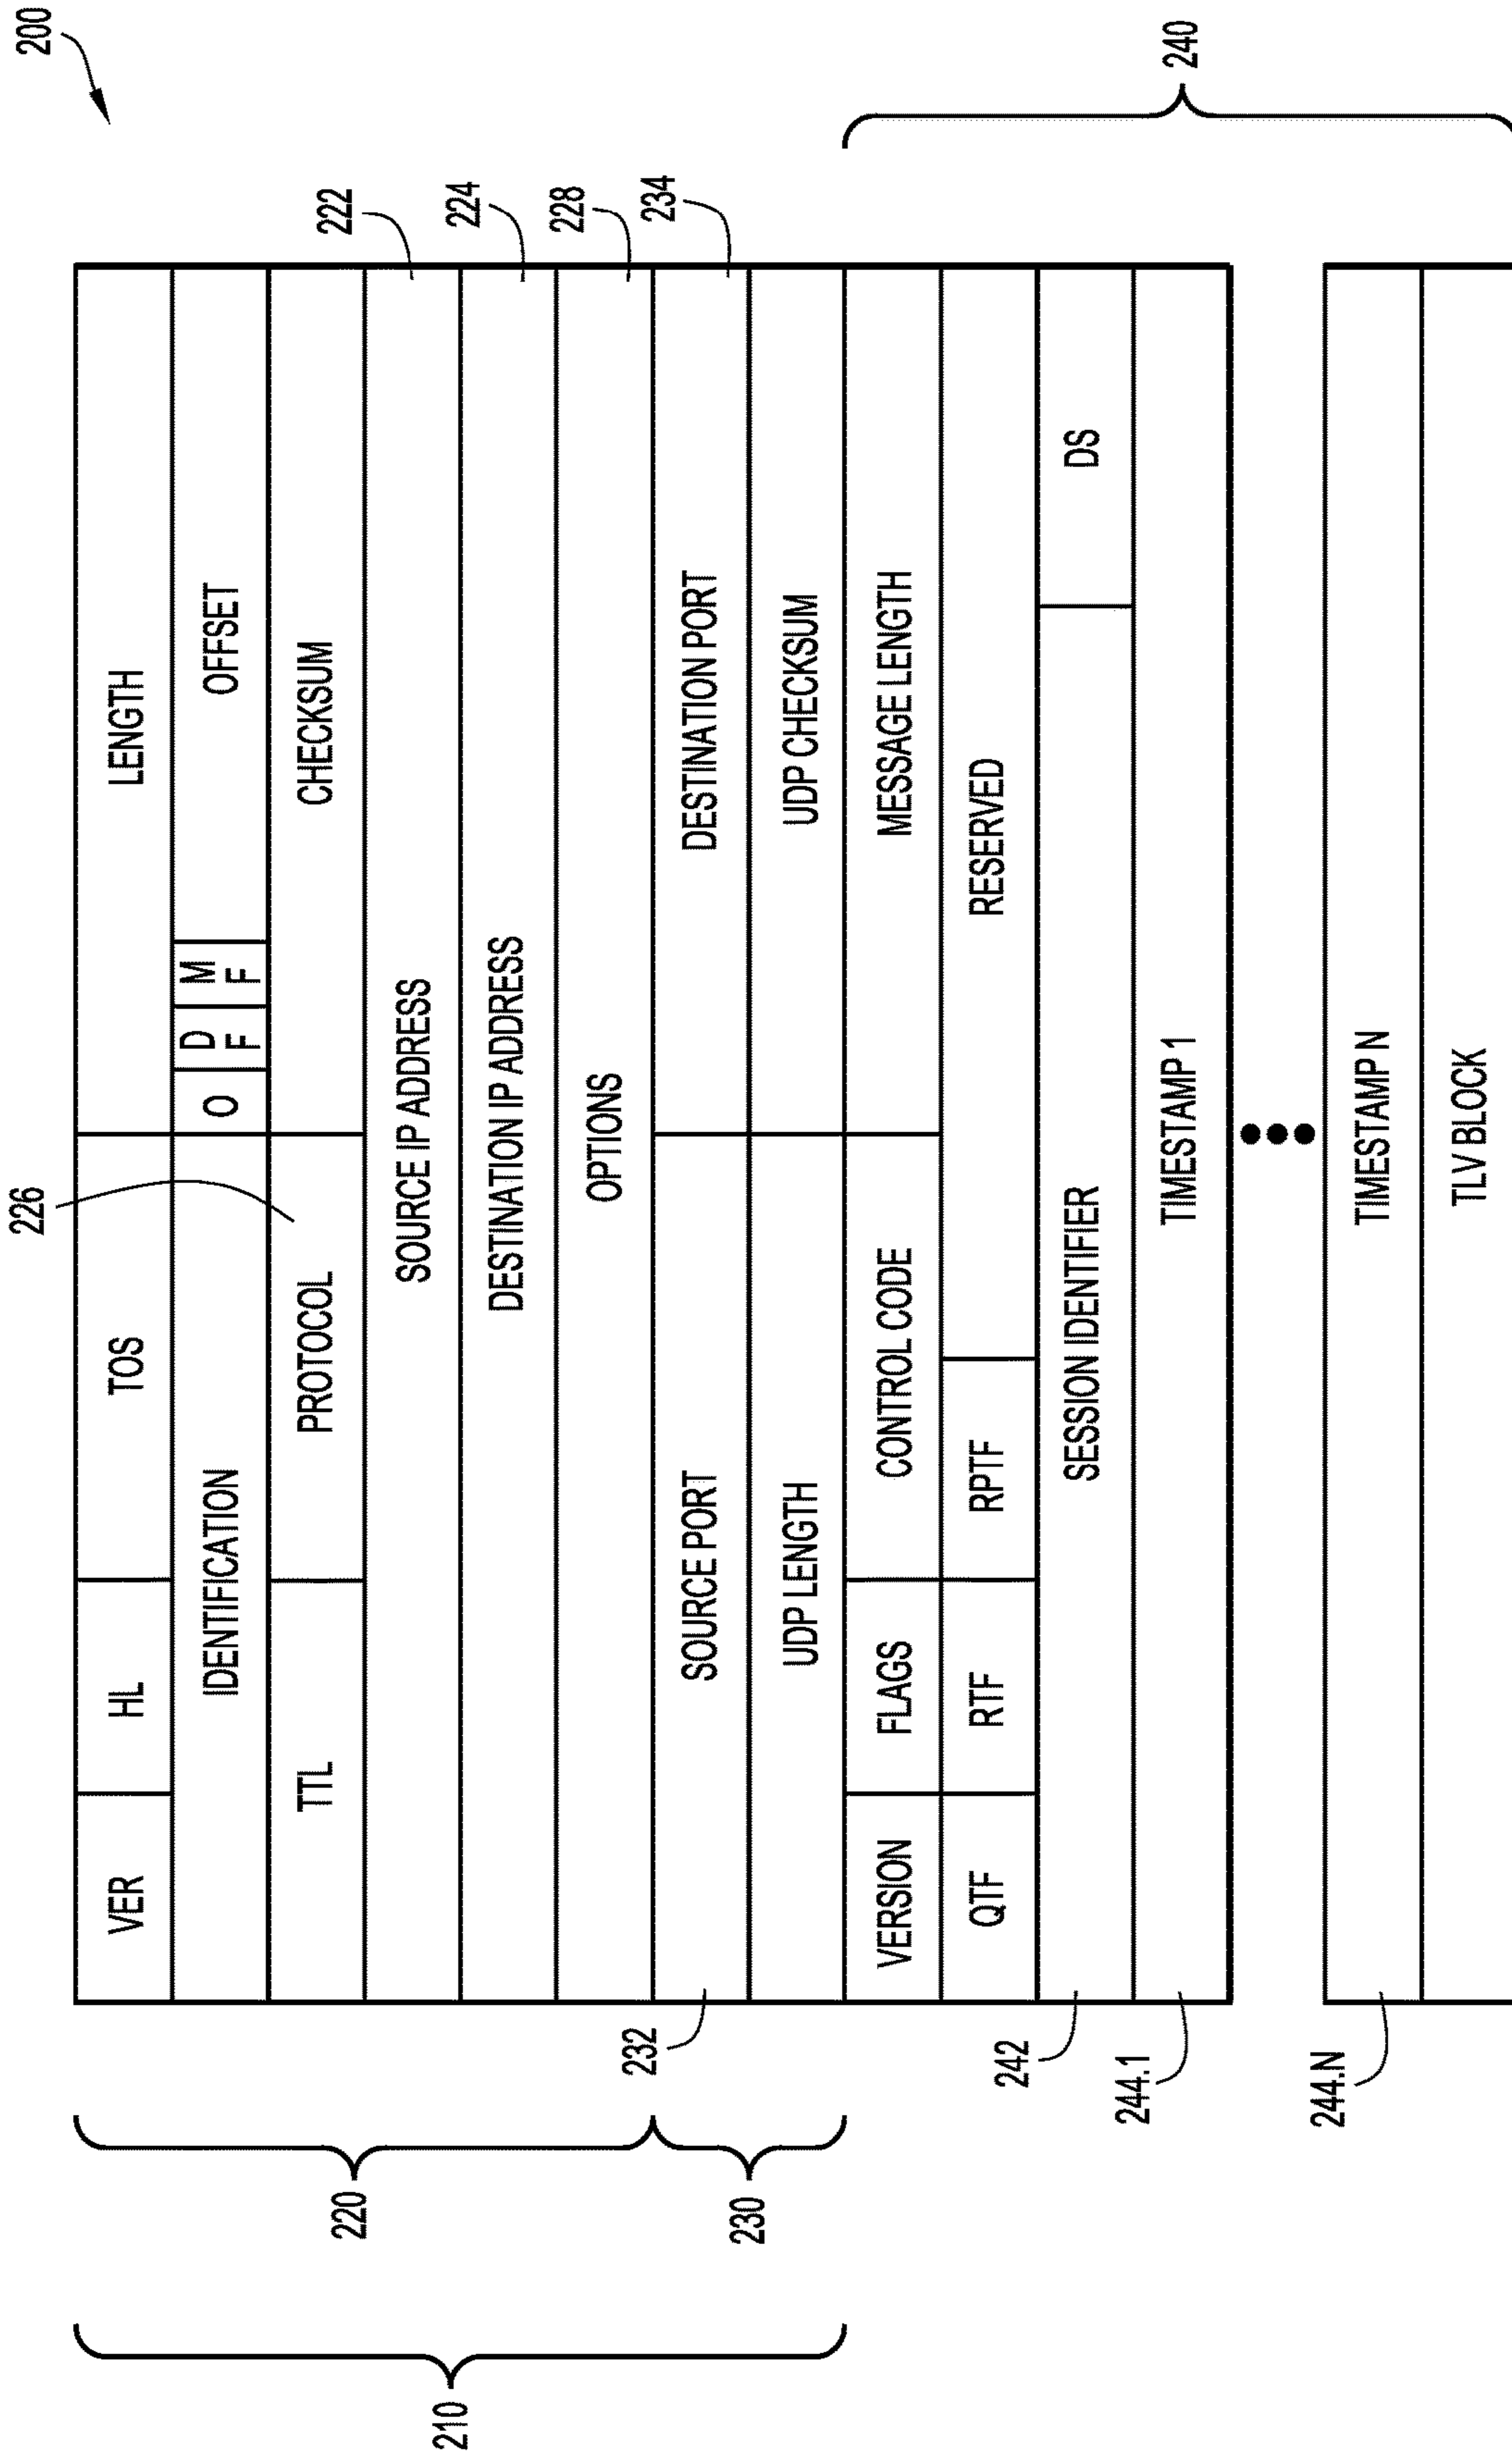 200
VER HL TOS LENGTH
IDENTIFICATION O D F M F OFFSET
226
TTL PROTOCOL CHECKSUM
SOURCE IP ADDRESS
222
DESTINATION IP ADDRESS
224
OPTIONS
228
232
SOURCE PORT DESTINATION PORT
234
UDP LENGTH UDP CHECKSUM
220
230
210
VERSION FLAGS CONTROL CODE MESSAGE LENGTH
QTF RTF RPTF RESERVED
242
SESSION IDENTIFIER DS
244.1
TIMESTAMP 1
240
244.N
TIMESTAMP N
TLV BLOCK